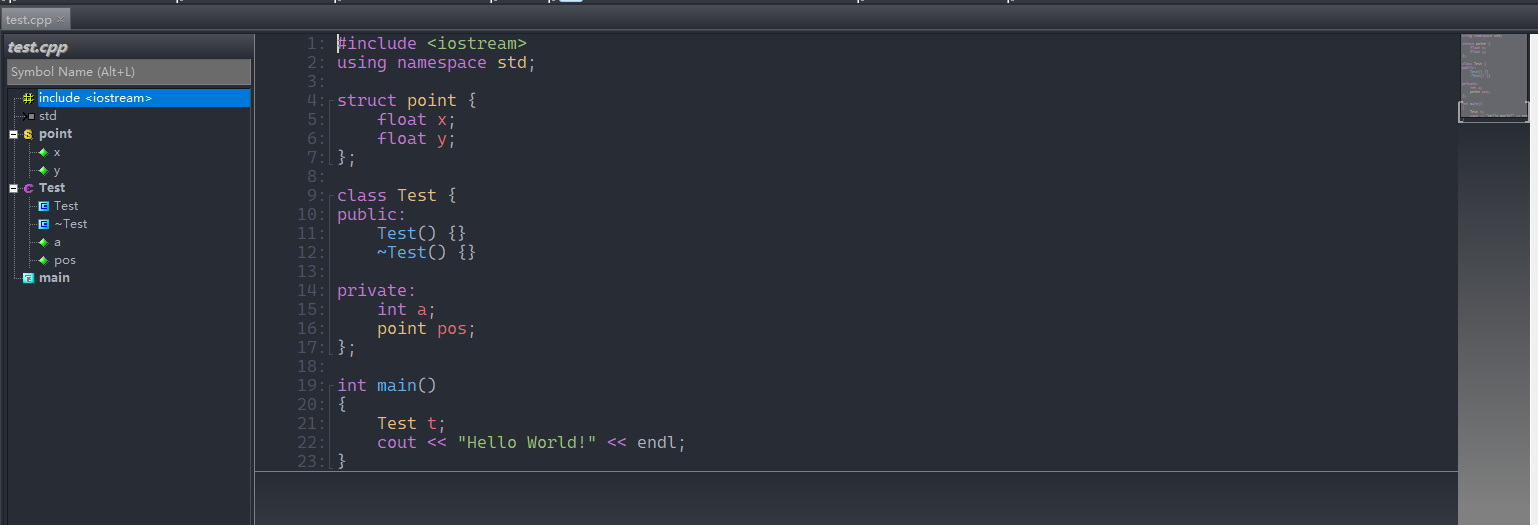 test.cpp ×
test.cpp
Symbol Name (Alt+L)
include <iostream>
std
point
x
y
Test
Test
~Test
a
pos
main
1: #include <iostream>
2: using namespace std;
3:
4: struct point {
5:     float x;
6:     float y;
7: };
8:
9: class Test {
10: public:
11:     Test() {}
12:     ~Test() {}
13:
14: private:
15:     int a;
16:     point pos;
17: };
18:
19: int main()
20: {
21:     Test t;
22:     cout << "Hello World!" << endl;
23: }